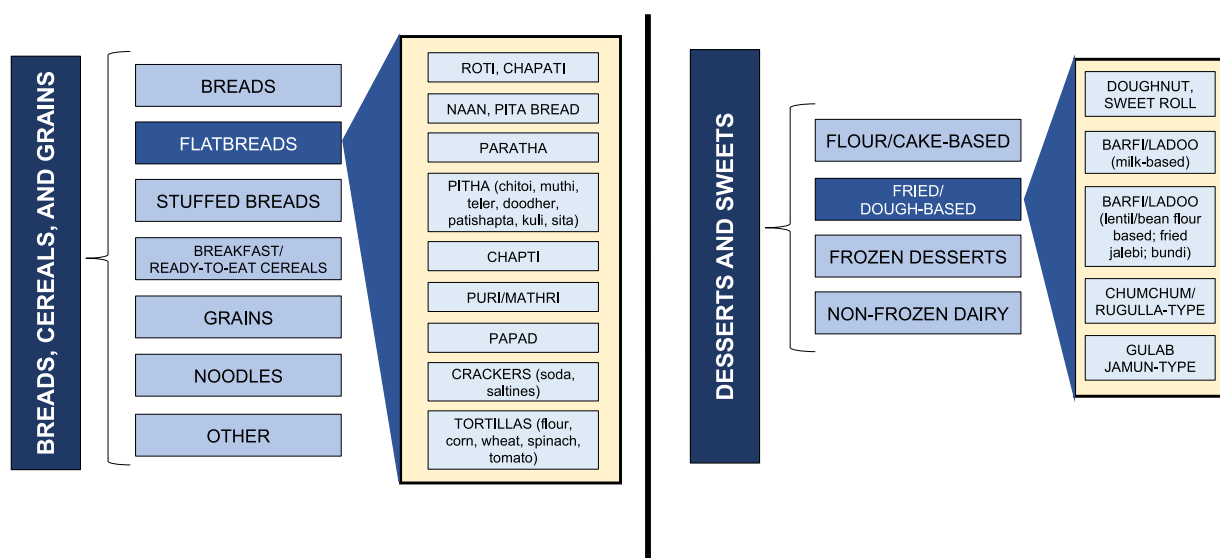 BREADS, CEREALS, AND GRAINS
BREADS
FLATBREADS
STUFFED BREADS
BREAKFAST/
READY-TO-EAT CEREALS
GRAINS
NOODLES
OTHER
ROTI, CHAPATI
NAAN, PITA BREAD
PARATHA
PITHA (chitoi, muthi,
teler, doodher,
patishapta, kuli, sita)
CHAPTI
PURI/MATHRI
PAPAD
CRACKERS (soda,
saltines)
TORTILLAS (flour,
corn, wheat, spinach,
tomato)
DESSERTS AND SWEETS
FLOUR/CAKE-BASED
FRIED/
DOUGH-BASED
FROZEN DESSERTS
NON-FROZEN DAIRY
DOUGHNUT,
SWEET ROLL
BARFI/LADOO
(milk-based)
BARFI/LADOO
(lentil/bean flour
based; fried
jalebi; bundi)
CHUMCHUM/
RUGULLA-TYPE
GULAB
JAMUN-TYPE